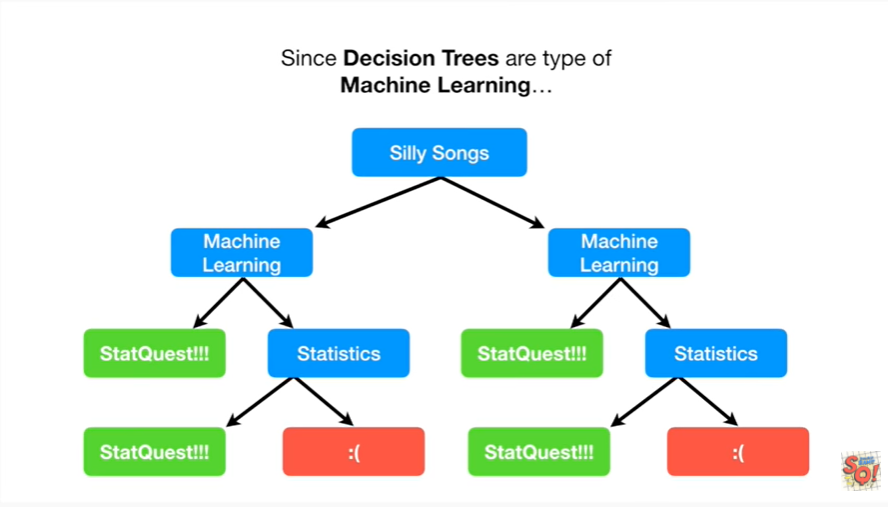 Since Decision Trees are type of
Machine Learning...
Silly Songs
Machine
Learning
Machine
Learning
StatQuest!!!
Statistics
StatQuest!!!
Statistics
StatQuest!!!
:(
StatQuest!!!
:(